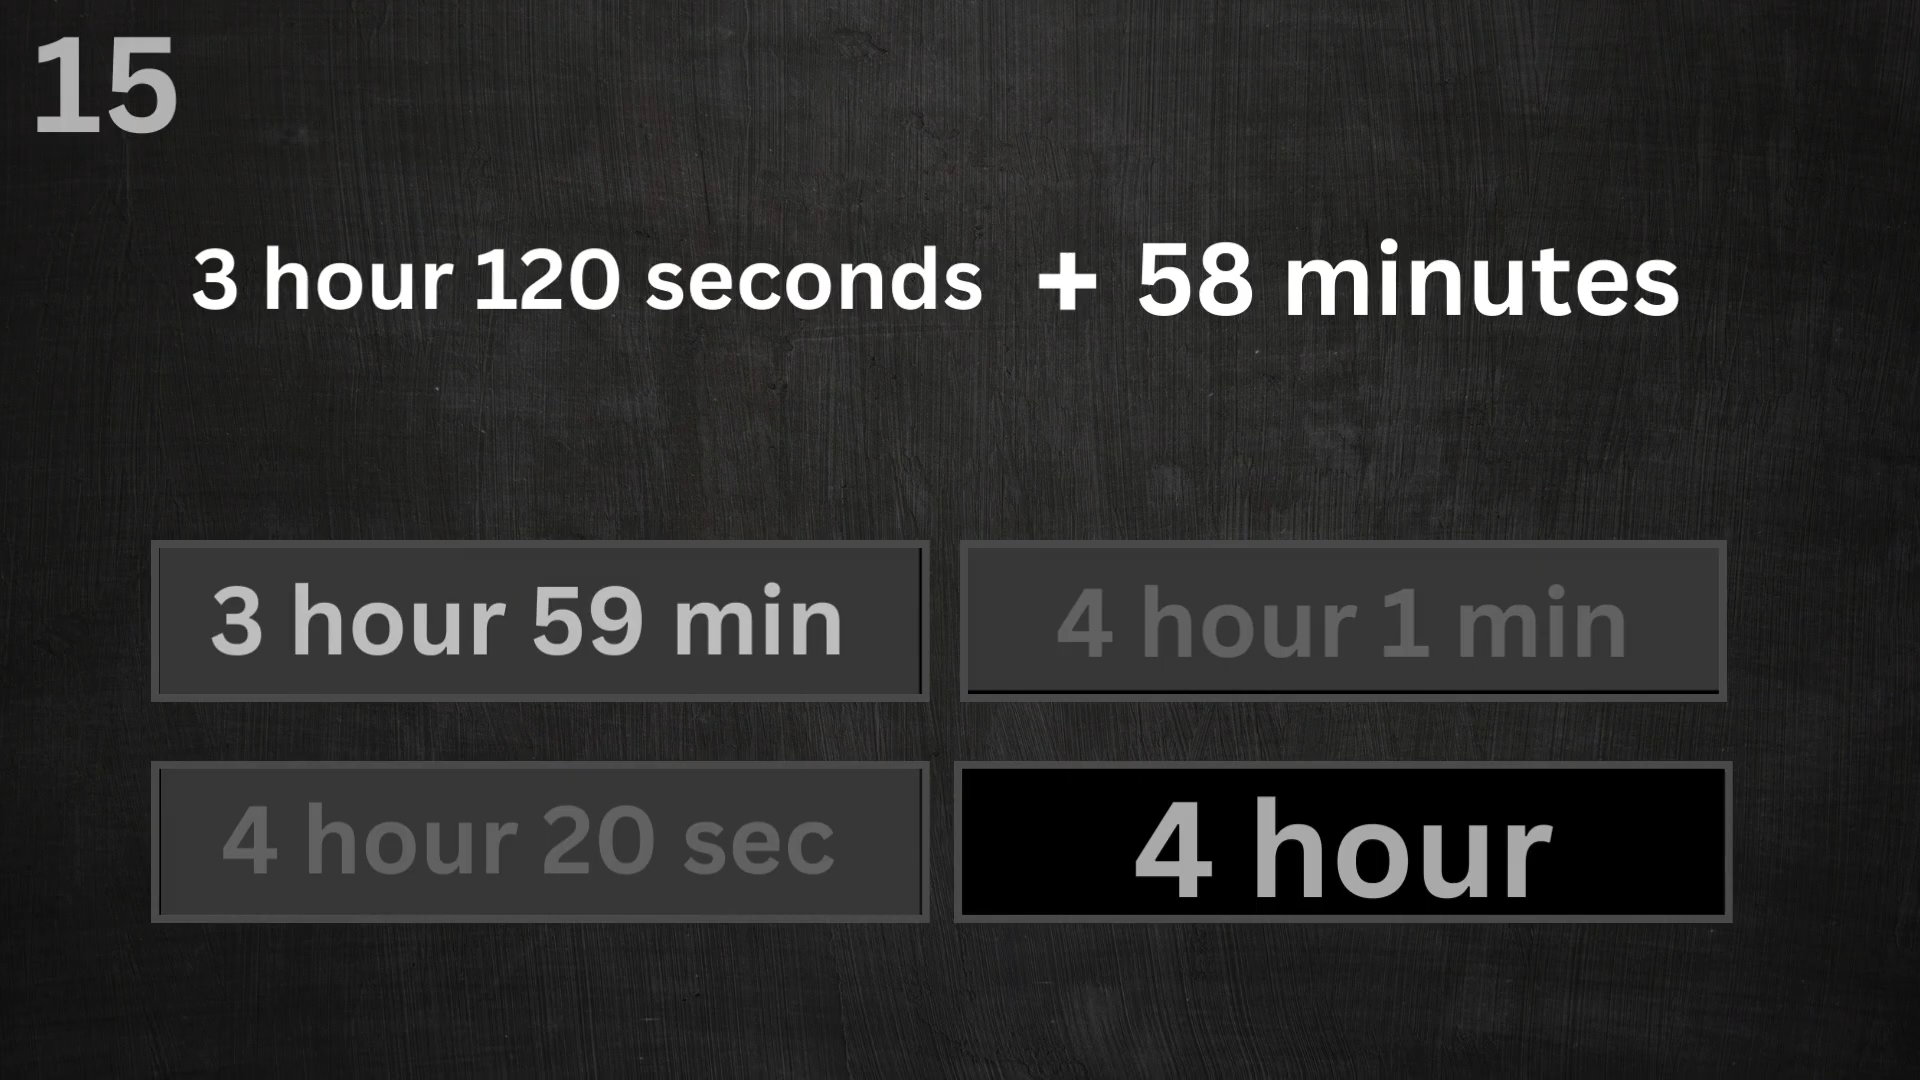 15
3 hour 120 seconds + 58 minutes
3 hour 59 min
4 hour 1 min
4 hour 20 sec
4 hour